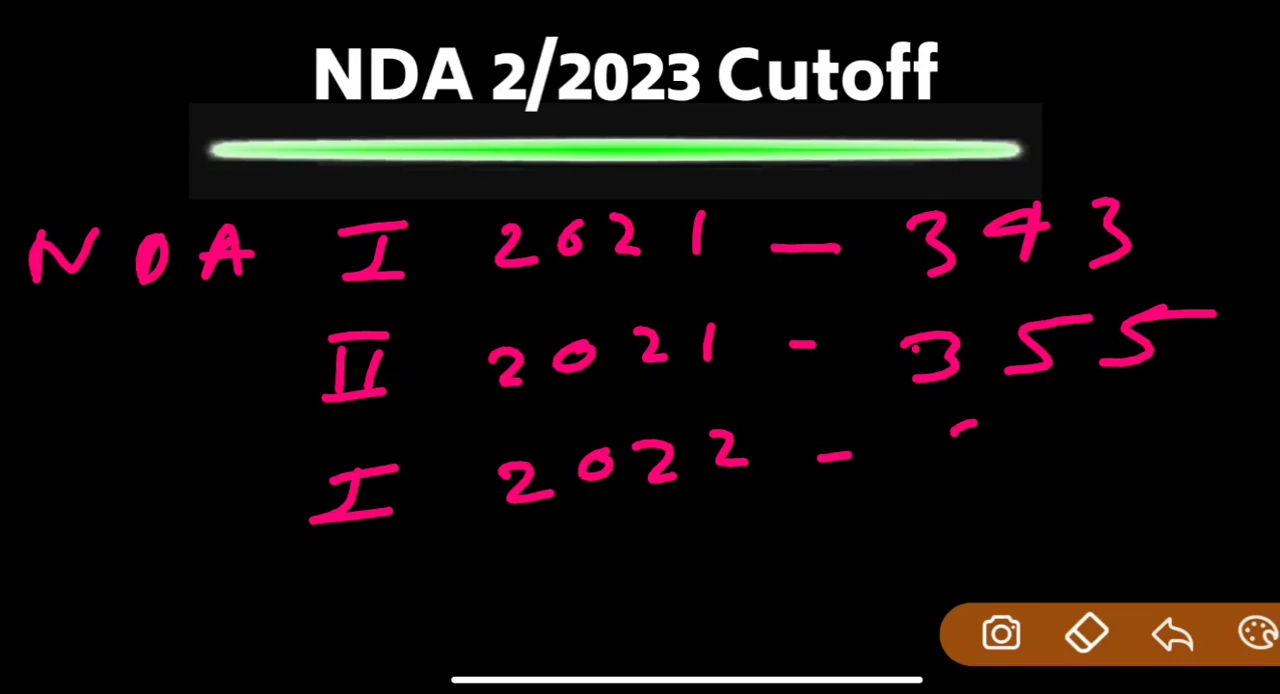 NDA 2/2023 Cutoff
NDA I 2021 - 343
II 2021 - 355
I 2022 -